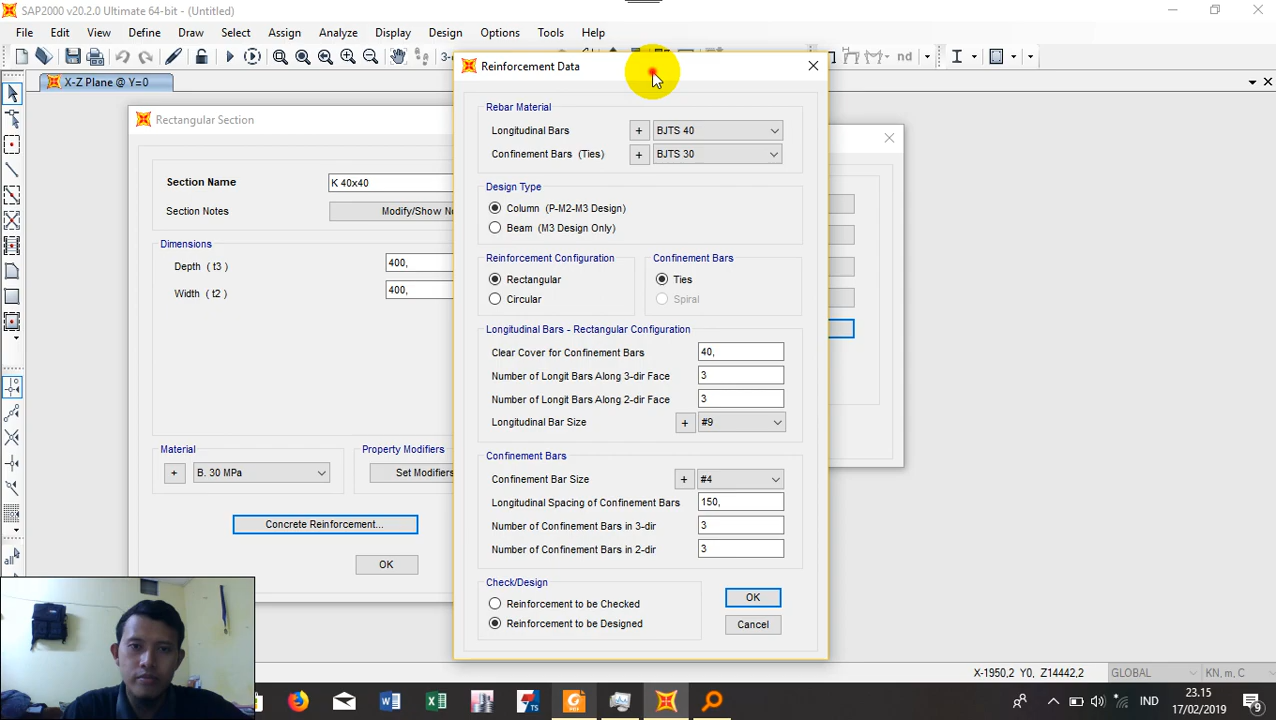 SAP2000 v20.2.0 Ultimate 64-bit - (Untitled)
File Edit View Define Draw Select Assign Analyze Display Design Options Tools Help
3-
nd
X-Z Plane @ Y=0
Reinforcement Data
Rectangular Section
Section Name K 40x40
Section Notes Modify/Show No
Dimensions
Depth ( t3 ) 400,
Width ( t2 ) 400,
Material
+ B. 30 MPa
Property Modifiers
Set Modifiers
Concrete Reinforcement...
OK
Rebar Material
Longitudinal Bars + BJTS 40
Confinement Bars (Ties) + BJTS 30
Design Type
Column (P-M2-M3 Design)
Beam (M3 Design Only)
Reinforcement Configuration
Rectangular
Circular
Confinement Bars
Ties
Spiral
Longitudinal Bars - Rectangular Configuration
Clear Cover for Confinement Bars 40,
Number of Longit Bars Along 3-dir Face 3
Number of Longit Bars Along 2-dir Face 3
Longitudinal Bar Size + #9
Confinement Bars
Confinement Bar Size + #4
Longitudinal Spacing of Confinement Bars 150,
Number of Confinement Bars in 3-dir 3
Number of Confinement Bars in 2-dir 3
Check/Design
Reinforcement to be Checked
Reinforcement to be Designed
OK
Cancel
X-1950,2 Y0, Z14442,2 GLOBAL KN, m, C
IND
23.15
17/02/2019
9